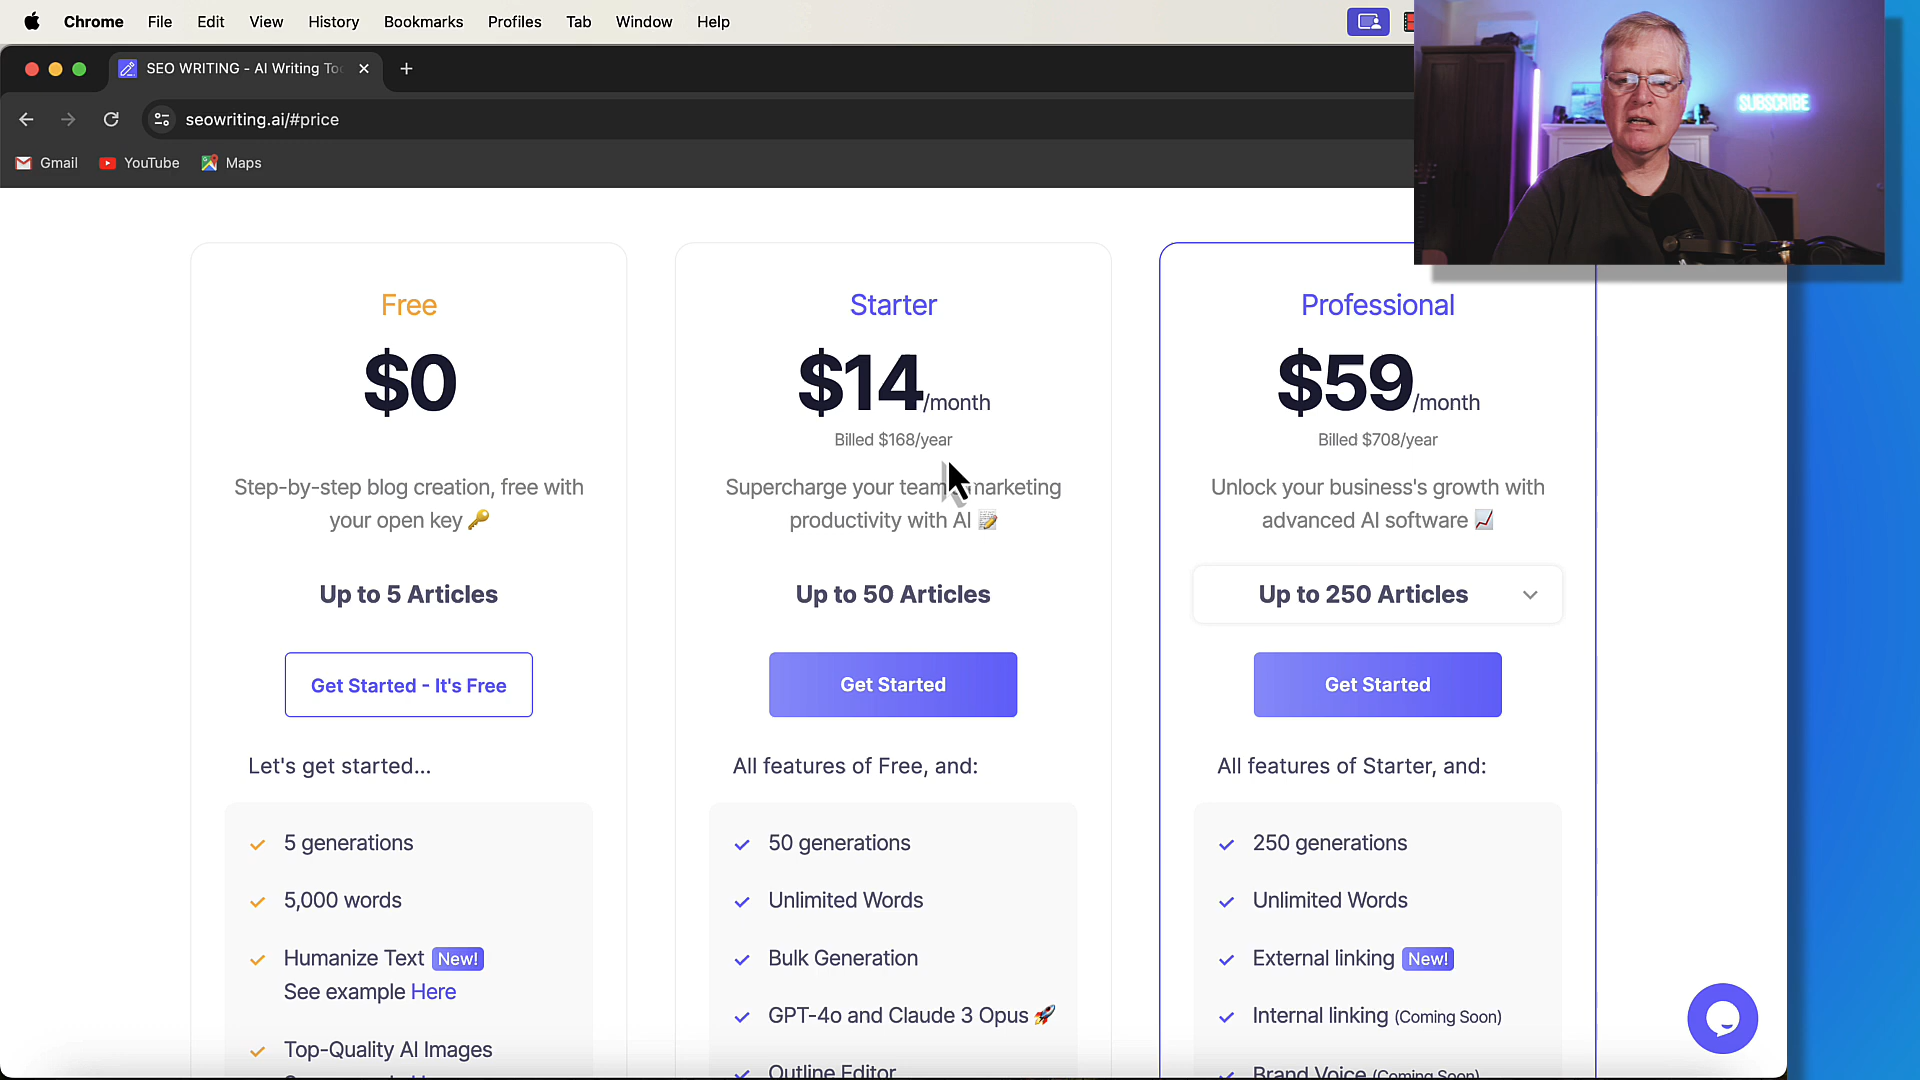 Chrome File Edit View History Bookmarks Profiles Tab Window Help
SEO WRITING - AI Writing To
seowriting.ai/#price
Gmail YouTube Maps
SUBSCRIBE
Free
$0
Step-by-step blog creation, free with
your open key 🔑
Up to 5 Articles
Get Started - It's Free
Let's get started...
5 generations
5,000 words
Humanize Text New!
See example Here
Top-Quality AI Images
Starter
$14/month
Billed $168/year
Supercharge your team marketing
productivity with AI 📝
Up to 50 Articles
Get Started
All features of Free, and:
50 generations
Unlimited Words
Bulk Generation
GPT-4o and Claude 3 Opus 🚀
Outline Editor
Professional
$59/month
Billed $708/year
Unlock your business's growth with
advanced AI software 📈
Up to 250 Articles
Get Started
All features of Starter, and:
250 generations
Unlimited Words
External linking New!
Internal linking (Coming Soon)
Brand Voice (Coming Soon)